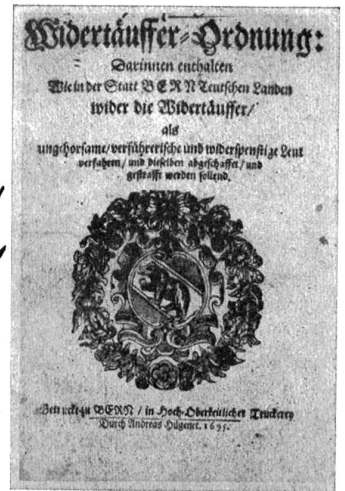 Widertäuffer-Ordnung:
Darinnen enthalten
Wie in der Statt BERN Teutschen Landen
wider die Widertäuffer/
als
ungehorsame/verführerische und widerspenstige Leut
verfahren/ und dieselben abgeschaffet/ und
gestrafft werden sollend.
Getruckt zu BERN / in Hoch-Oberkeitlicher Truckerey
Durch Andreas Hügenet. 1695.